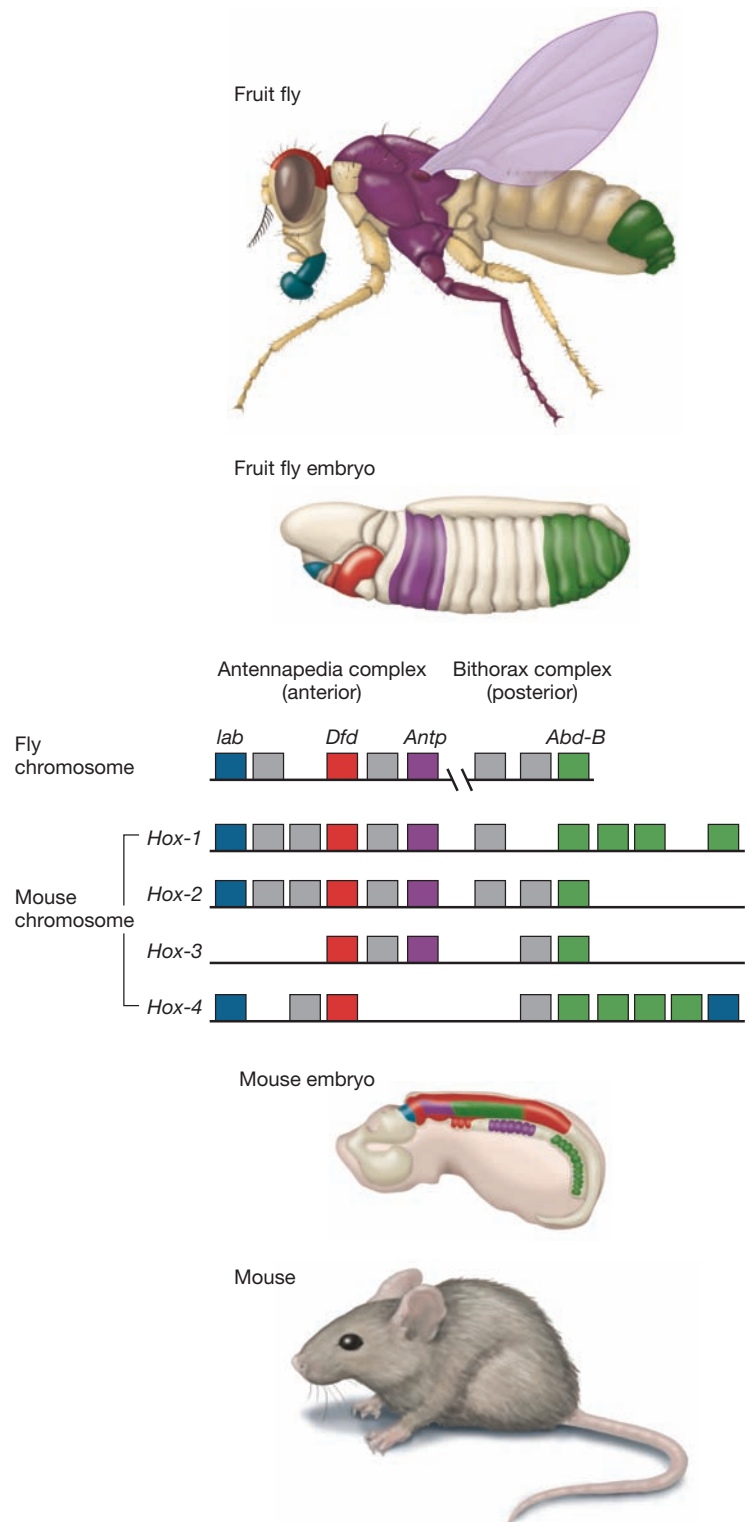 Fruit fly
Fruit fly embryo
Antennapedia complex
(anterior)
Bithorax complex
(posterior)
lab
Dfd
Antp
Abd-B
Fly
chromosome
Hox-1
Hox-2
Mouse
chromosome
Hox-3
Hox-4
Mouse embryo
Mouse